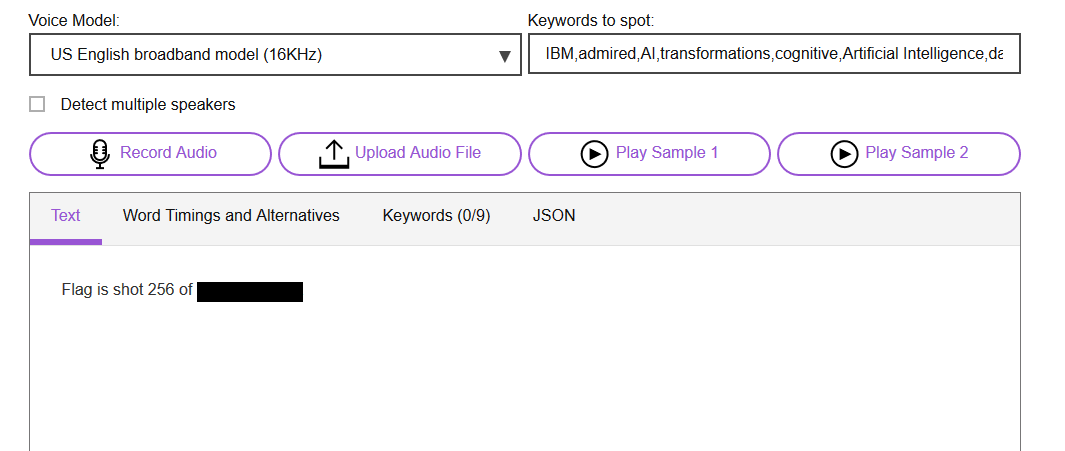 Voice Model:
Keywords to spot:
US English broadband model (16KHz)
IBM,admired,AI,transformations,cognitive,Artificial Intelligence,da
Detect multiple speakers
Record Audio
Upload Audio File
Play Sample 1
Play Sample 2
Text
Word Timings and Alternatives
Keywords (0/9)
JSON
Flag is shot 256 of